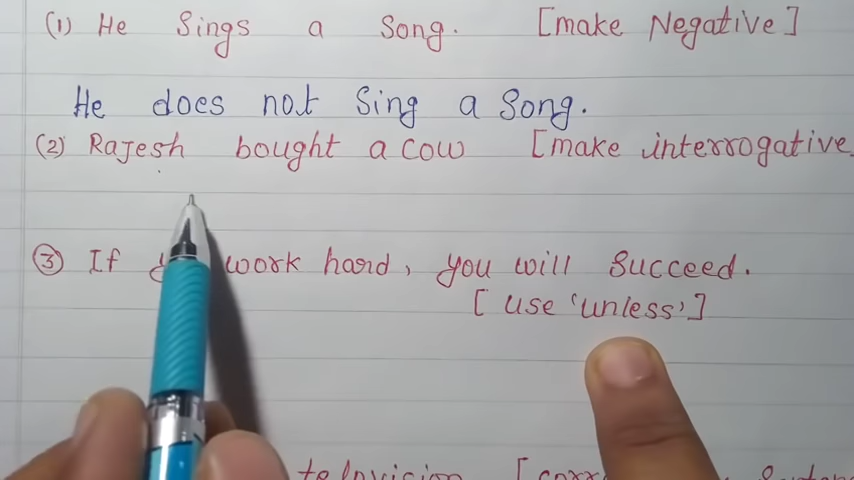 (1) He Sings a Song. [make Negative]
He does not Sing a Song.
(2) Rajesh bought a cow [make interrogative
③ If work hard, you will Succeed.
[use 'unless']